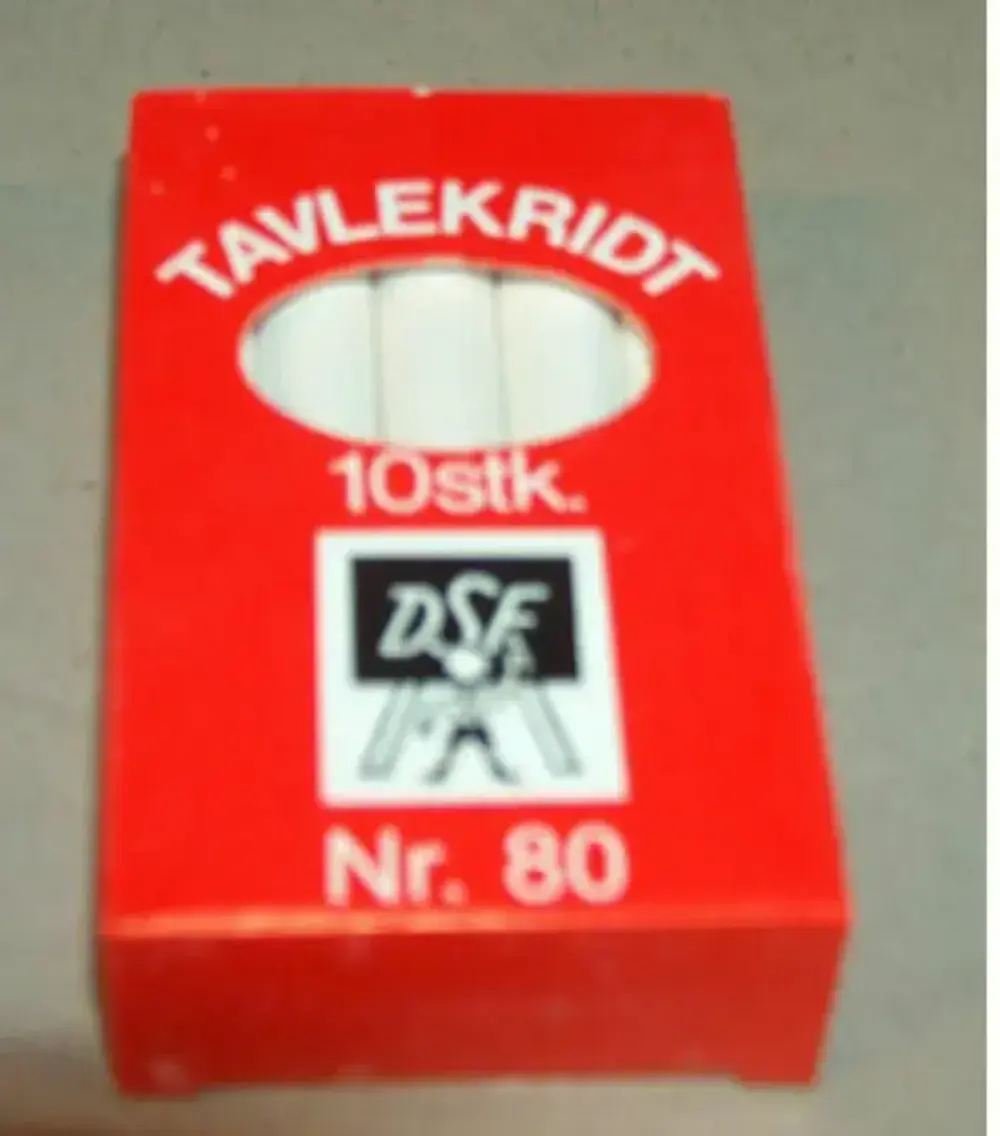 TAVLEKRIDT
10stk.
DSF
Nr. 80